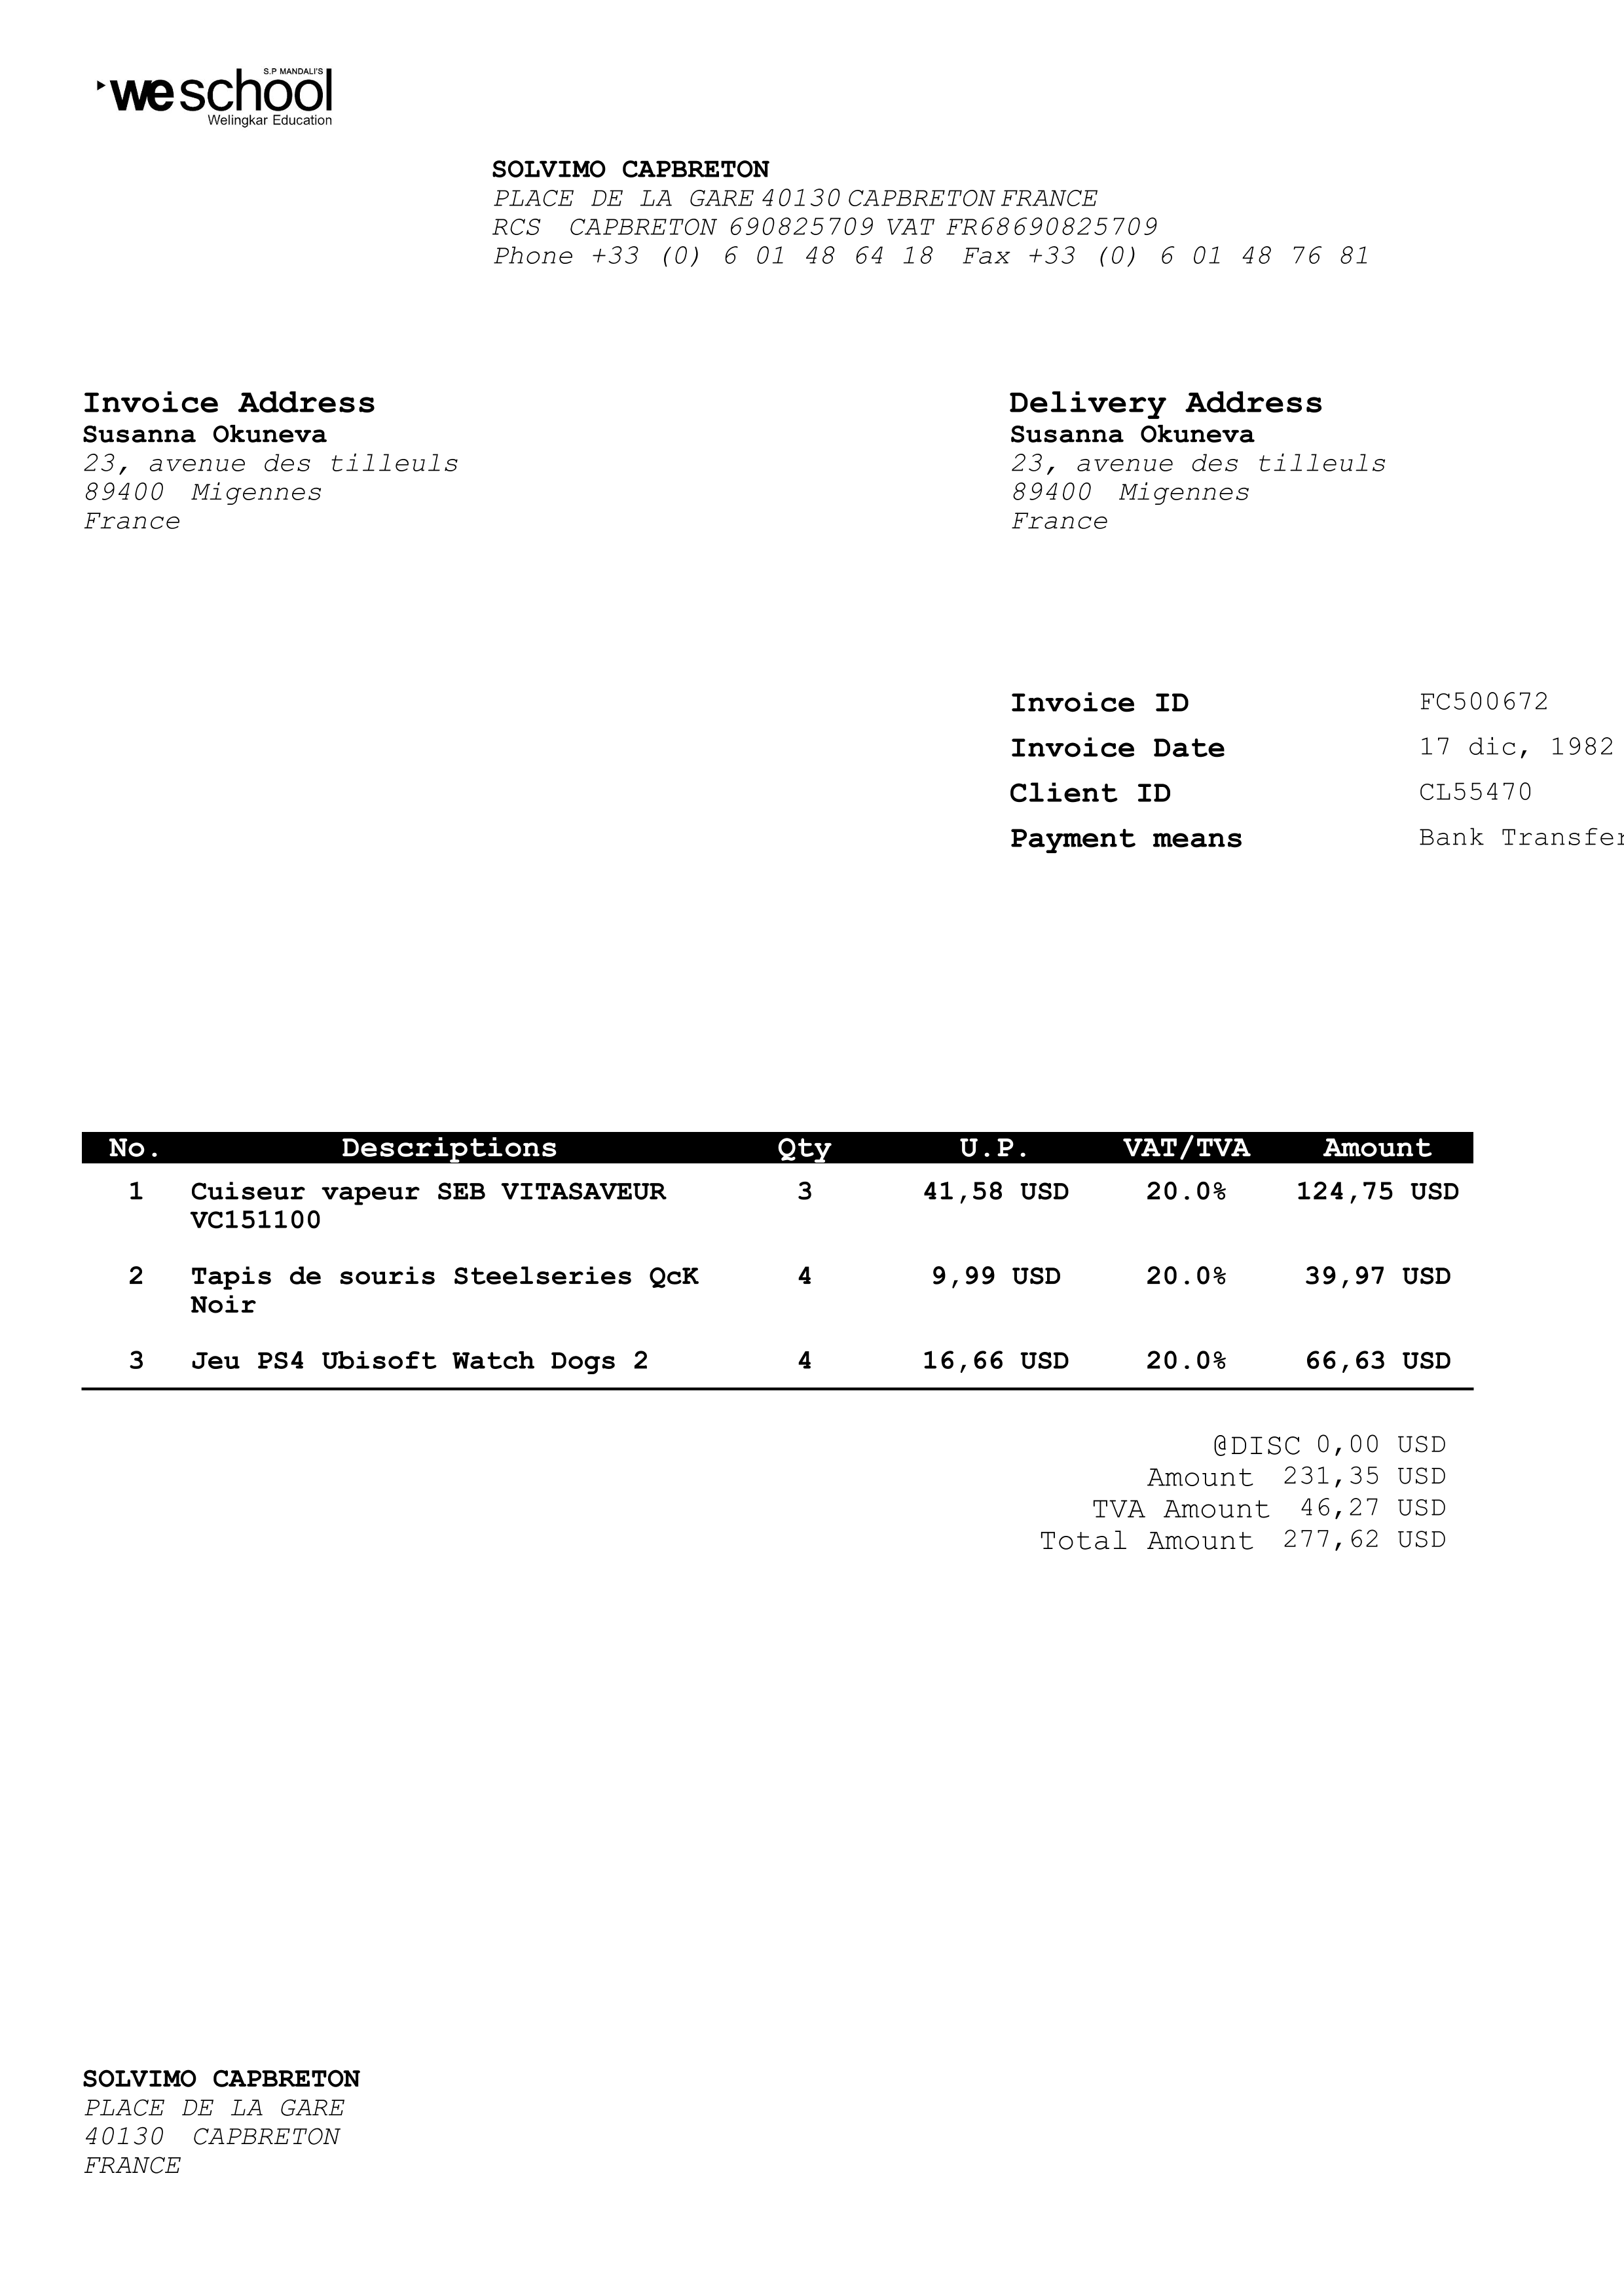 S.P MANDALI'S
we school
Welingkar Education
SOLVIMO CAPBRETON
PLACE DE LA GARE 40130 CAPBRETON FRANCE
RCS CAPBRETON 690825709 VAT FR68690825709
Phone +33 (0) 6 01 48 64 18 Fax +33 (0) 6 01 48 76 81
Invoice Address
Susanna Okuneva
23, avenue des tilleuls
89400 Migennes
France
Delivery Address
Susanna Okuneva
23, avenue des tilleuls
89400 Migennes
France
Invoice ID FC500672
Invoice Date 17 dic, 1982
Client ID CL55470
Payment means Bank Transfer
No. Descriptions Qty U.P. VAT/TVA Amount
1 Cuiseur vapeur SEB VITASAVEUR 3 41,58 USD 20.0% 124,75 USD
VC151100
2 Tapis de souris Steelseries QcK 4 9,99 USD 20.0% 39,97 USD
Noir
3 Jeu PS4 Ubisoft Watch Dogs 2 4 16,66 USD 20.0% 66,63 USD
@DISC 0,00 USD
Amount 231,35 USD
TVA Amount 46,27 USD
Total Amount 277,62 USD
SOLVIMO CAPBRETON
PLACE DE LA GARE
40130 CAPBRETON
FRANCE